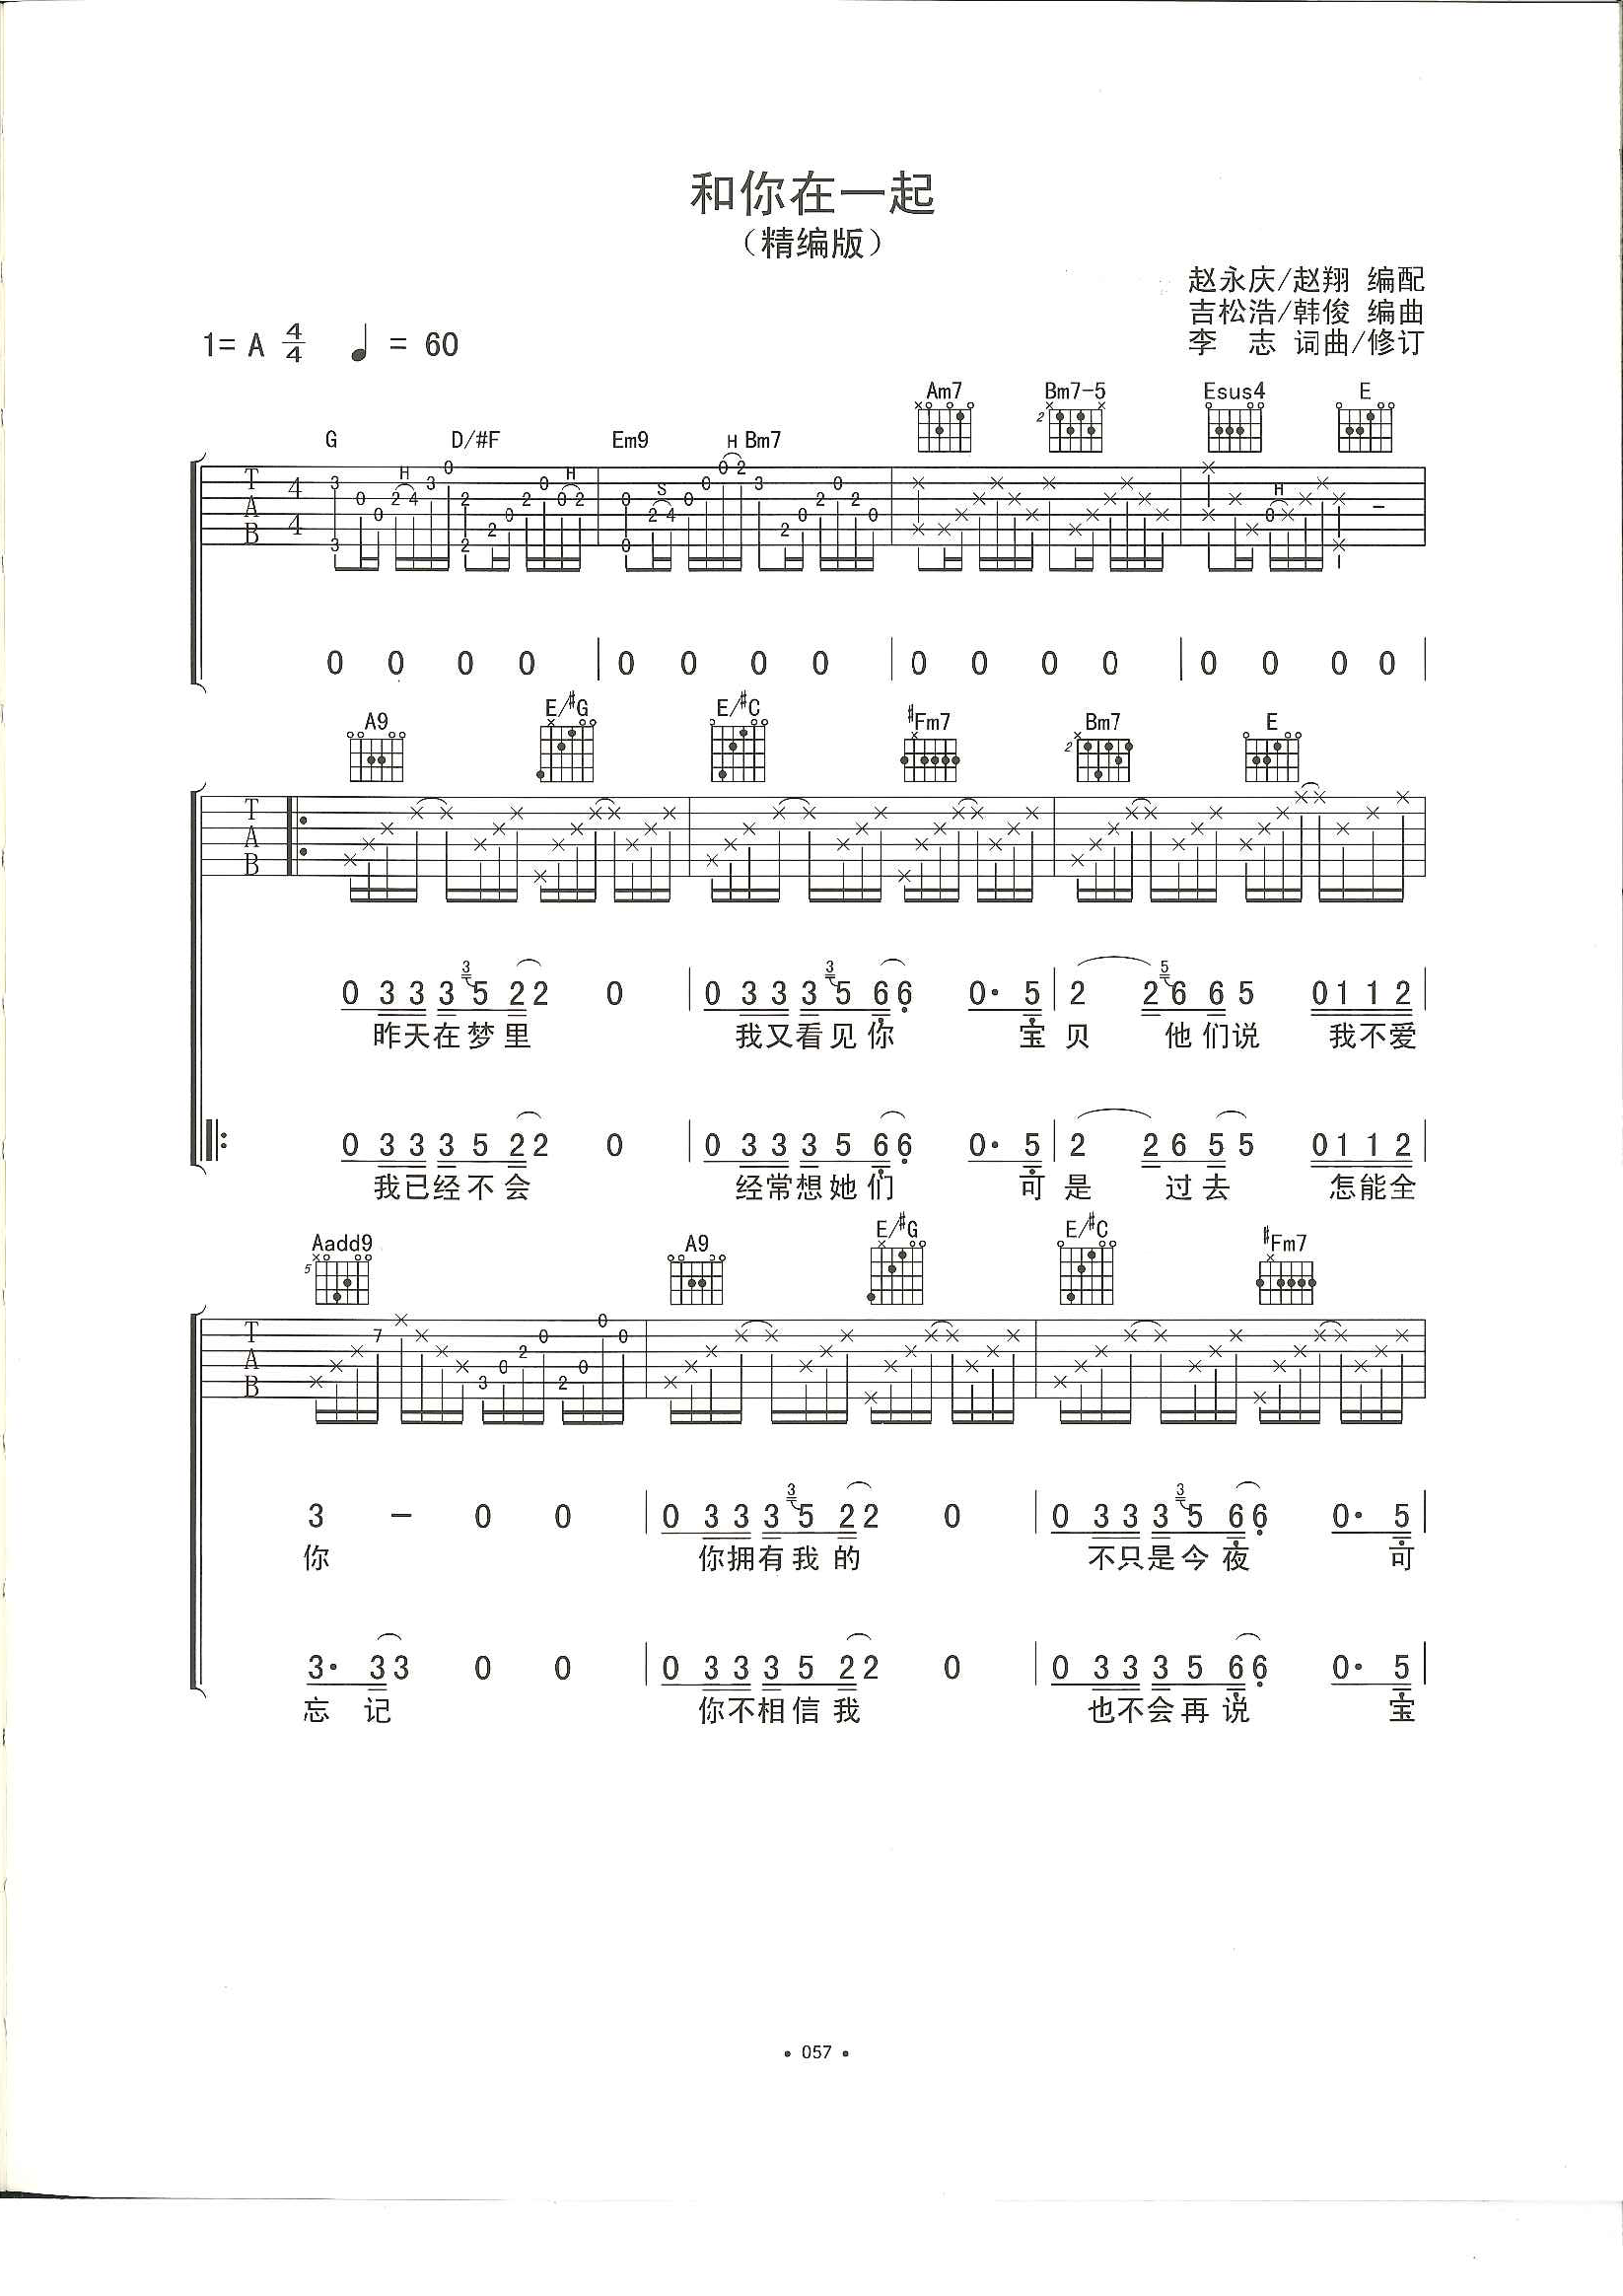 和你在一起
（精编版）
赵永庆/赵翔 编配
吉松浩/韩俊 编曲
李 志 词曲/修订
1= A 4/4 ♩ = 60
Am7 Bm7-5 Esus4 E
2
G D/#F Em9 H Bm7
T A B 4 4
H H S H
3 3 0 0 2 4 3 0 2 2 2 0 2 0 0 2
0 0 2 4 0 0 0 2 3 2 0 2 0 2 0
0
0 0 0 0 | 0 0 0 0 | 0 0 0 0 | 0 0 0 0 |
A9 E/#G E/#C #Fm7 Bm7 E
2
T A B
3 3 5
0 3 3 3 5 2 2 0 | 0 3 3 3 5 6 6 0· 5 | 2 2 6 6 5 0 1 1 2 |
昨天在梦里 我又看见你 宝 贝 他们说 我不爱
0 3 3 3 5 2 2 0 | 0 3 3 3 5 6 6 0· 5 | 2 2 6 5 5 0 1 1 2 |
我已经不会 经常想她们 可 是 过去 怎能全
Aadd9 A9 E/#G E/#C #Fm7
5
T A B
7 3 0 2 0 2 0 0 0
3 3
3 – 0 0 | 0 3 3 3 5 2 2 0 | 0 3 3 3 5 6 6 0· 5 |
你 你拥有我的 不只是今夜 可
3· 3 3 0 0 | 0 3 3 3 5 2 2 0 | 0 3 3 3 5 6 6 0· 5 |
忘 记 你不相信我 也不会再说 宝
• 057 •